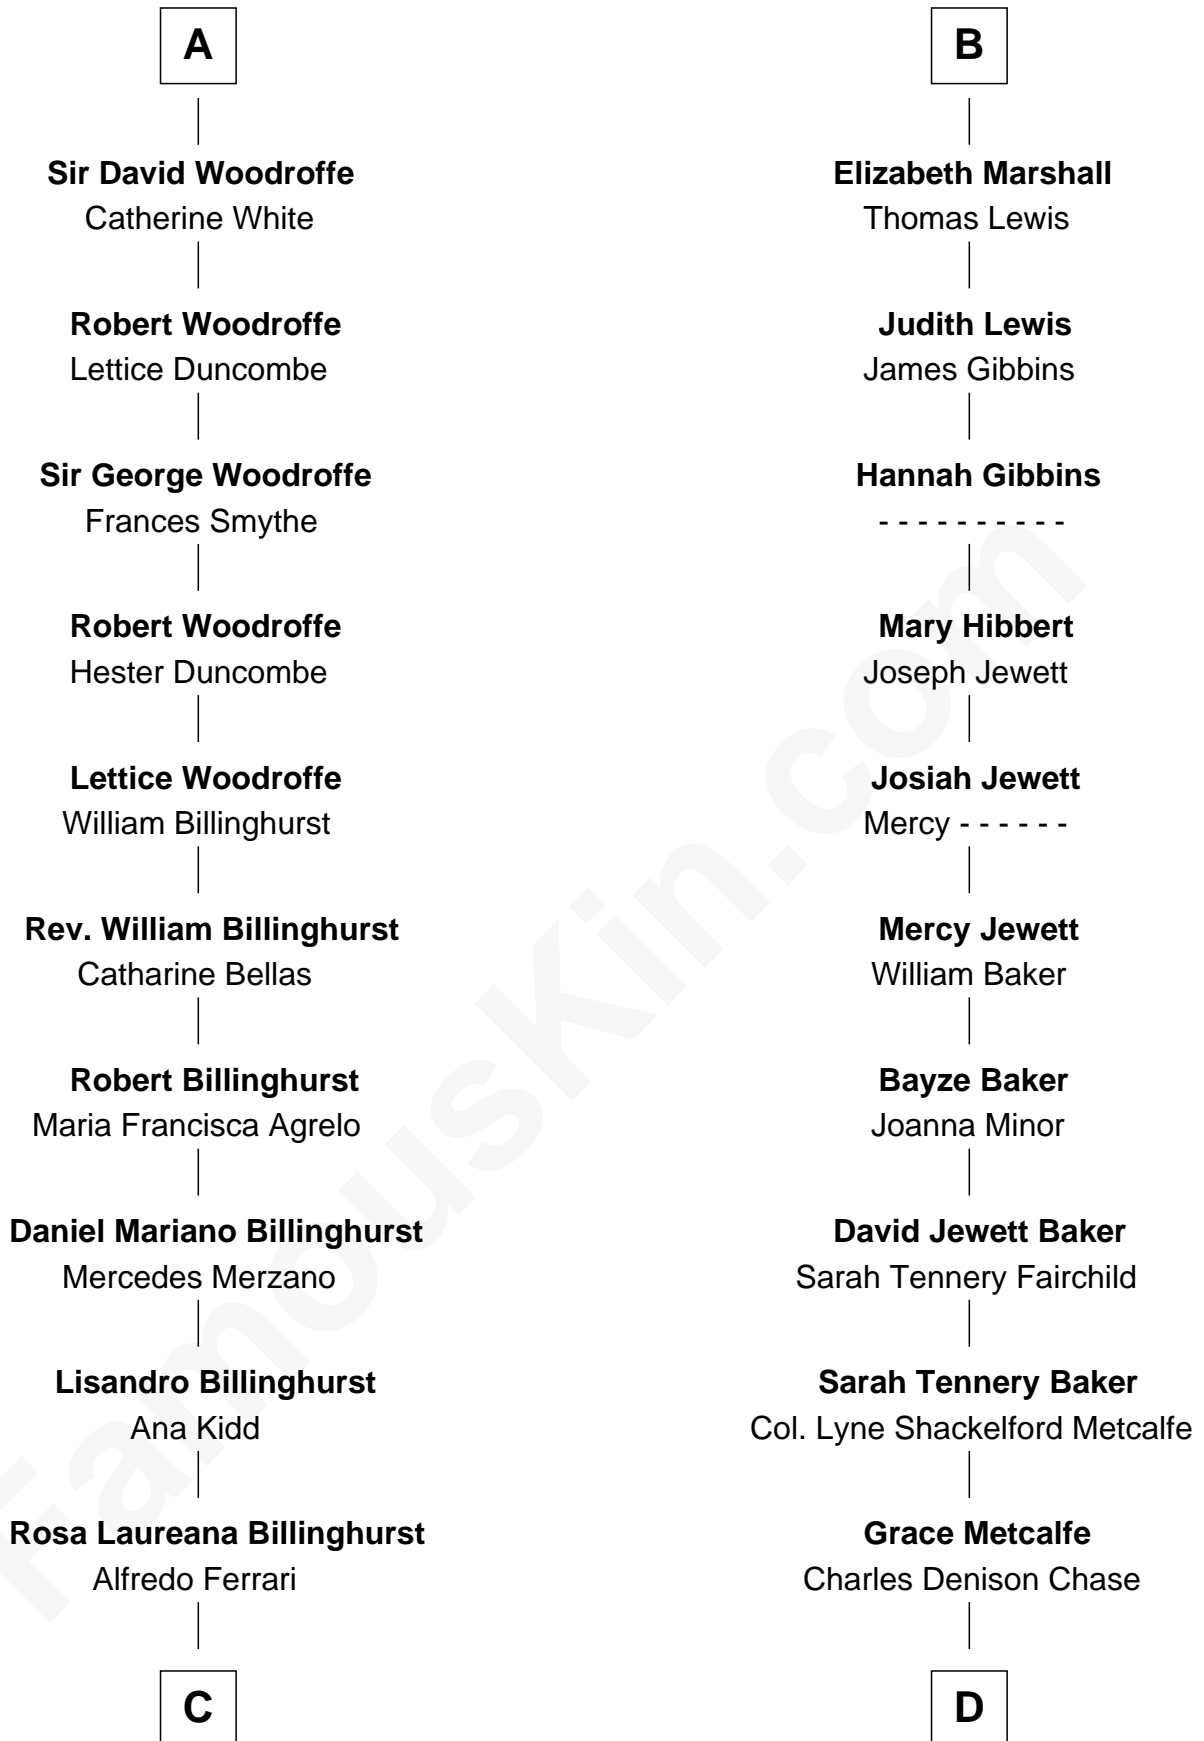 A
Sir David Woodroffe
Catherine White
Robert Woodroffe
Lettice Duncombe
Sir George Woodroffe
Frances Smythe
Robert Woodroffe
Hester Duncombe
Lettice Woodroffe
William Billinghurst
Rev. William Billinghurst
Catharine Bellas
Robert Billinghurst
Maria Francisca Agrelo
Daniel Mariano Billinghurst
Mercedes Merzano
Lisandro Billinghurst
Ana Kidd
Rosa Laureana Billinghurst
Alfredo Ferrari
C
B
Elizabeth Marshall
Thomas Lewis
Judith Lewis
James Gibbins
Hannah Gibbins
- - - - - - - - - -
Mary Hibbert
Joseph Jewett
Josiah Jewett
Mercy - - - - - -
Mercy Jewett
William Baker
Bayze Baker
Joanna Minor
David Jewett Baker
Sarah Tennery Fairchild
Sarah Tennery Baker
Col. Lyne Shackelford Metcalfe
Grace Metcalfe
Charles Denison Chase
D
FamousKin.com